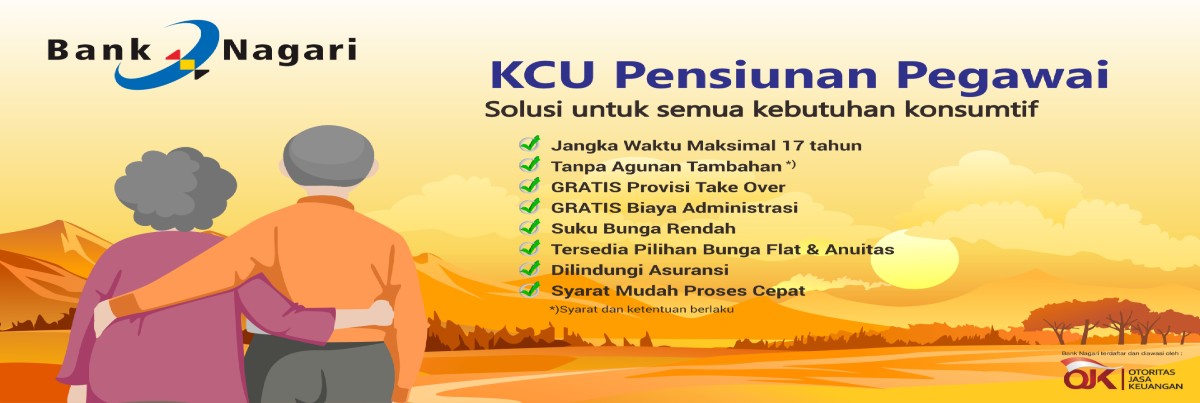 Bank Nagari
KCU Pensiunan Pegawai
Solusi untuk semua kebutuhan konsumtif
Jangka Waktu Maksimal 17 tahun
Tanpa Agunan Tambahan *)
GRATIS Provisi Take Over
GRATIS Biaya Administrasi
Suku Bunga Rendah
Tersedia Pilihan Bunga Flat & Anuitas
Dilindungi Asuransi
Syarat Mudah Proses Cepat
*)Syarat dan ketentuan berlaku
Bank Nagari terdaftar dan diawasi oleh :
OJK
OTORITAS
JASA
KEUANGAN